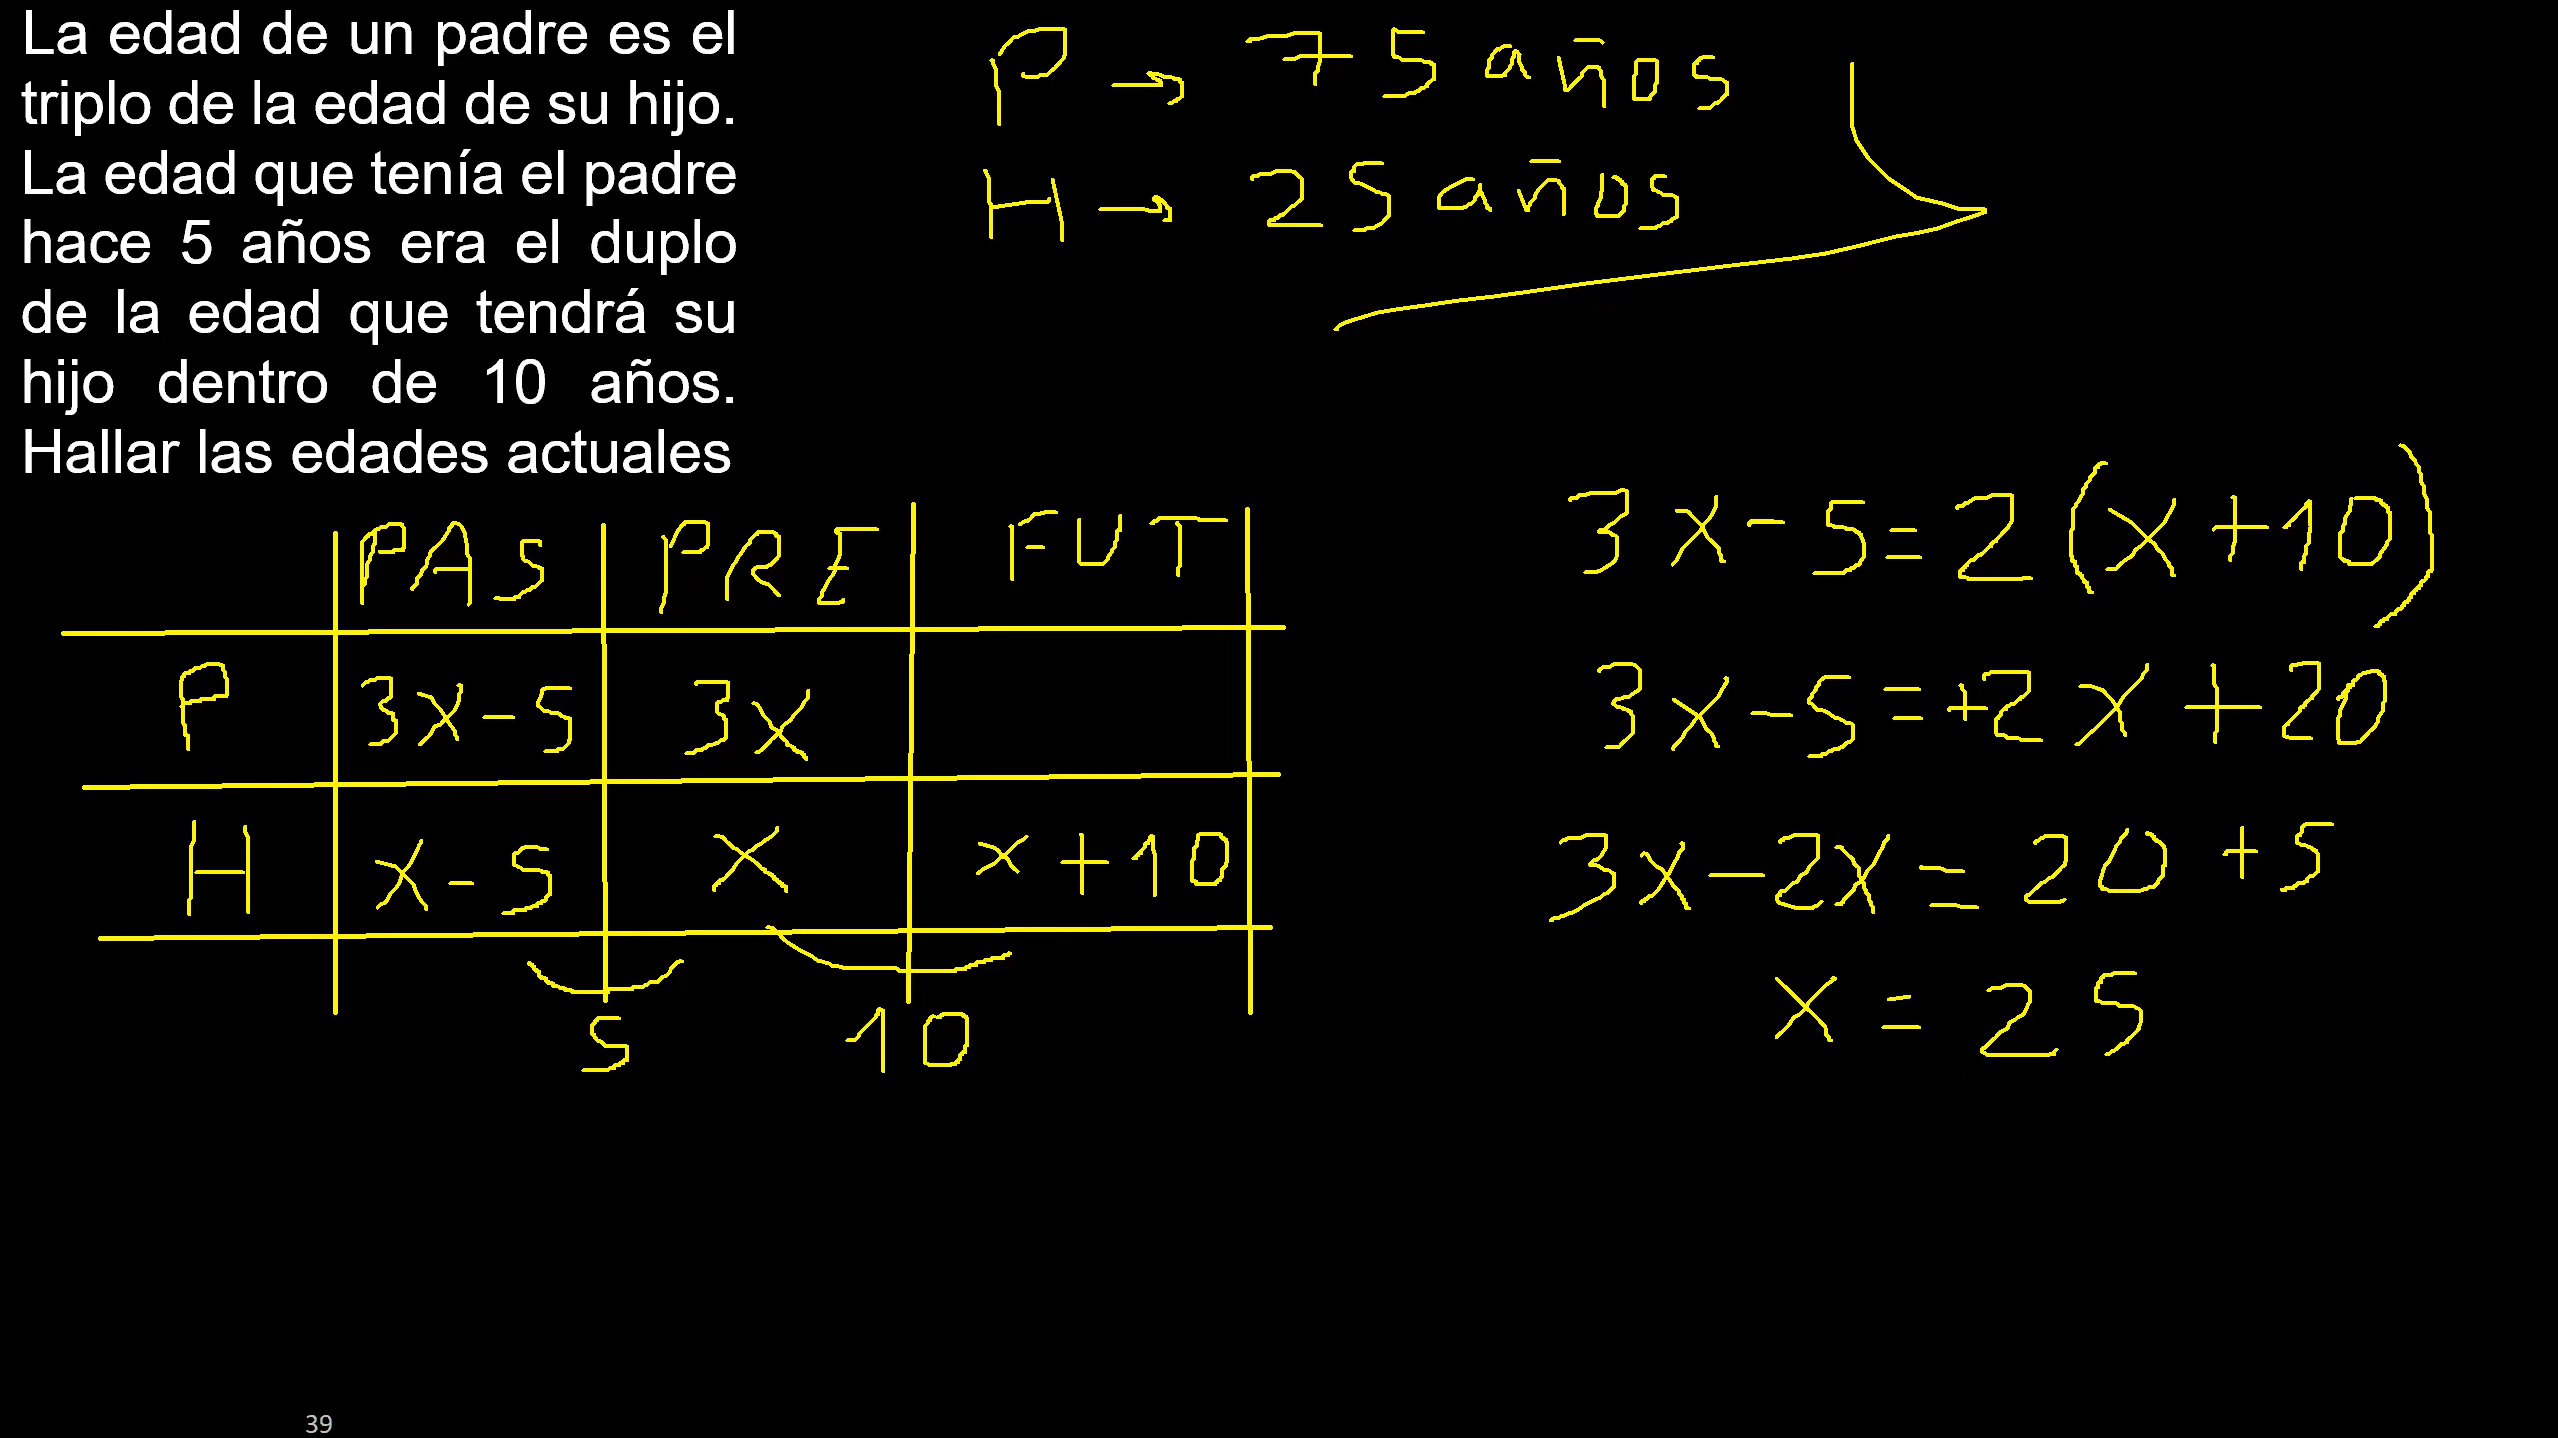 La edad de un padre es el
triplo de la edad de su hijo.
La edad que tenía el padre
hace 5 años era el duplo
de la edad que tendrá su
hijo dentro de 10 años.
Hallar las edades actuales
P → 75 años
H → 25 años
PAS PRE FUT
P 3x-5 3x
H x-5 x x+10
5 10
3x-5=2(x+10)
3x-5=+2x+20
3x-2x=20+5
x=25
39